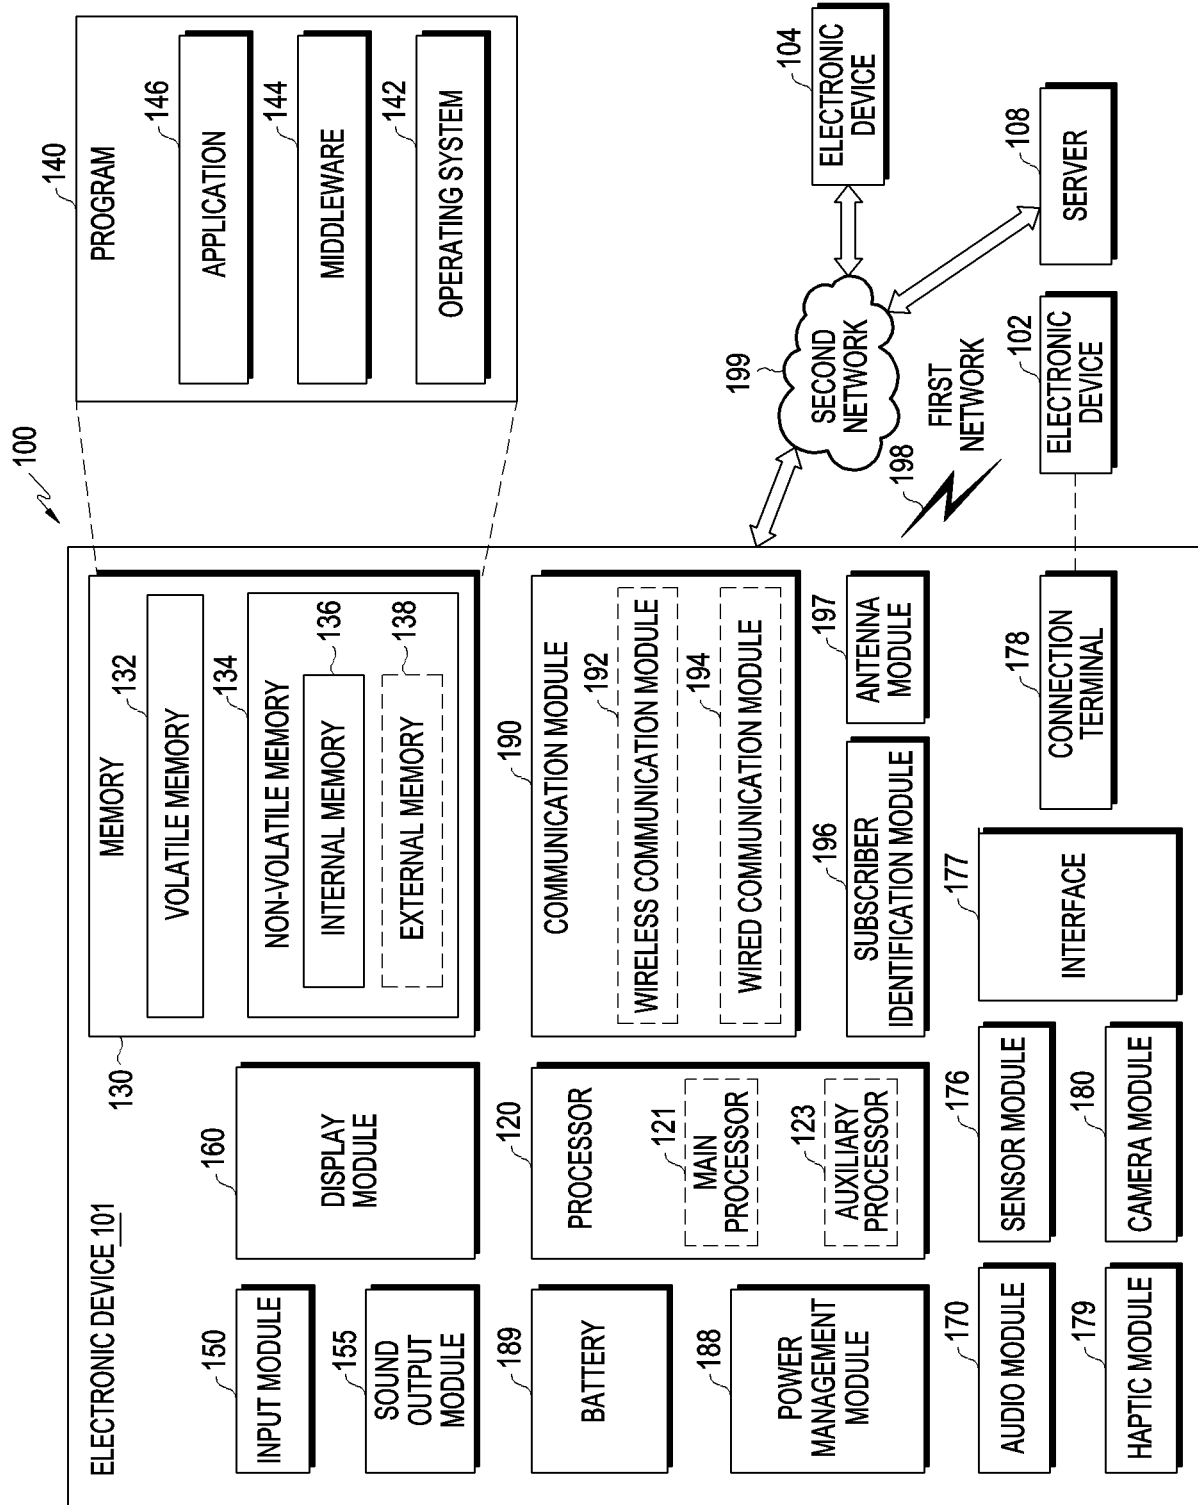 100
ELECTRONIC DEVICE 101
150
INPUT MODULE
155
SOUND
OUTPUT
MODULE
189
BATTERY
188
POWER
MANAGEMENT
MODULE
170
AUDIO MODULE
179
HAPTIC MODULE
160
DISPLAY
MODULE
120
PROCESSOR
121
MAIN
PROCESSOR
123
AUXILIARY
PROCESSOR
176
SENSOR MODULE
180
CAMERA MODULE
130
MEMORY
132
VOLATILE MEMORY
134
NON-VOLATILE MEMORY
136
INTERNAL MEMORY
138
EXTERNAL MEMORY
190
COMMUNICATION MODULE
192
WIRELESS COMMUNICATION MODULE
194
WIRED COMMUNICATION MODULE
196
SUBSCRIBER
IDENTIFICATION MODULE
197
ANTENNA
MODULE
177
INTERFACE
178
CONNECTION
TERMINAL
140
PROGRAM
146
APPLICATION
144
MIDDLEWARE
142
OPERATING SYSTEM
199
SECOND
NETWORK
198
FIRST
NETWORK
104
ELECTRONIC
DEVICE
108
SERVER
102
ELECTRONIC
DEVICE